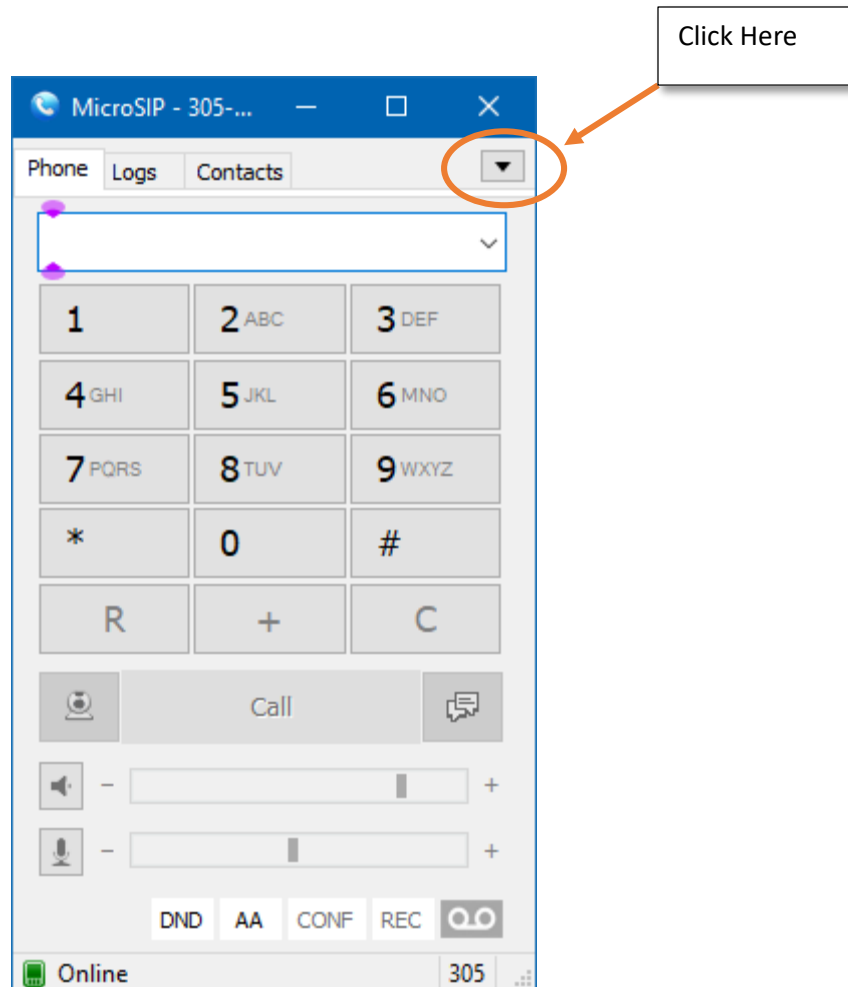 Click Here
MicroSIP - 305-...
Phone Logs Contacts
1 2 ABC 3 DEF
4 GHI 5 JKL 6 MNO
7 PQRS 8 TUV 9 WXYZ
* 0 #
R + C
Call
- +
- +
DND AA CONF REC
Online 305